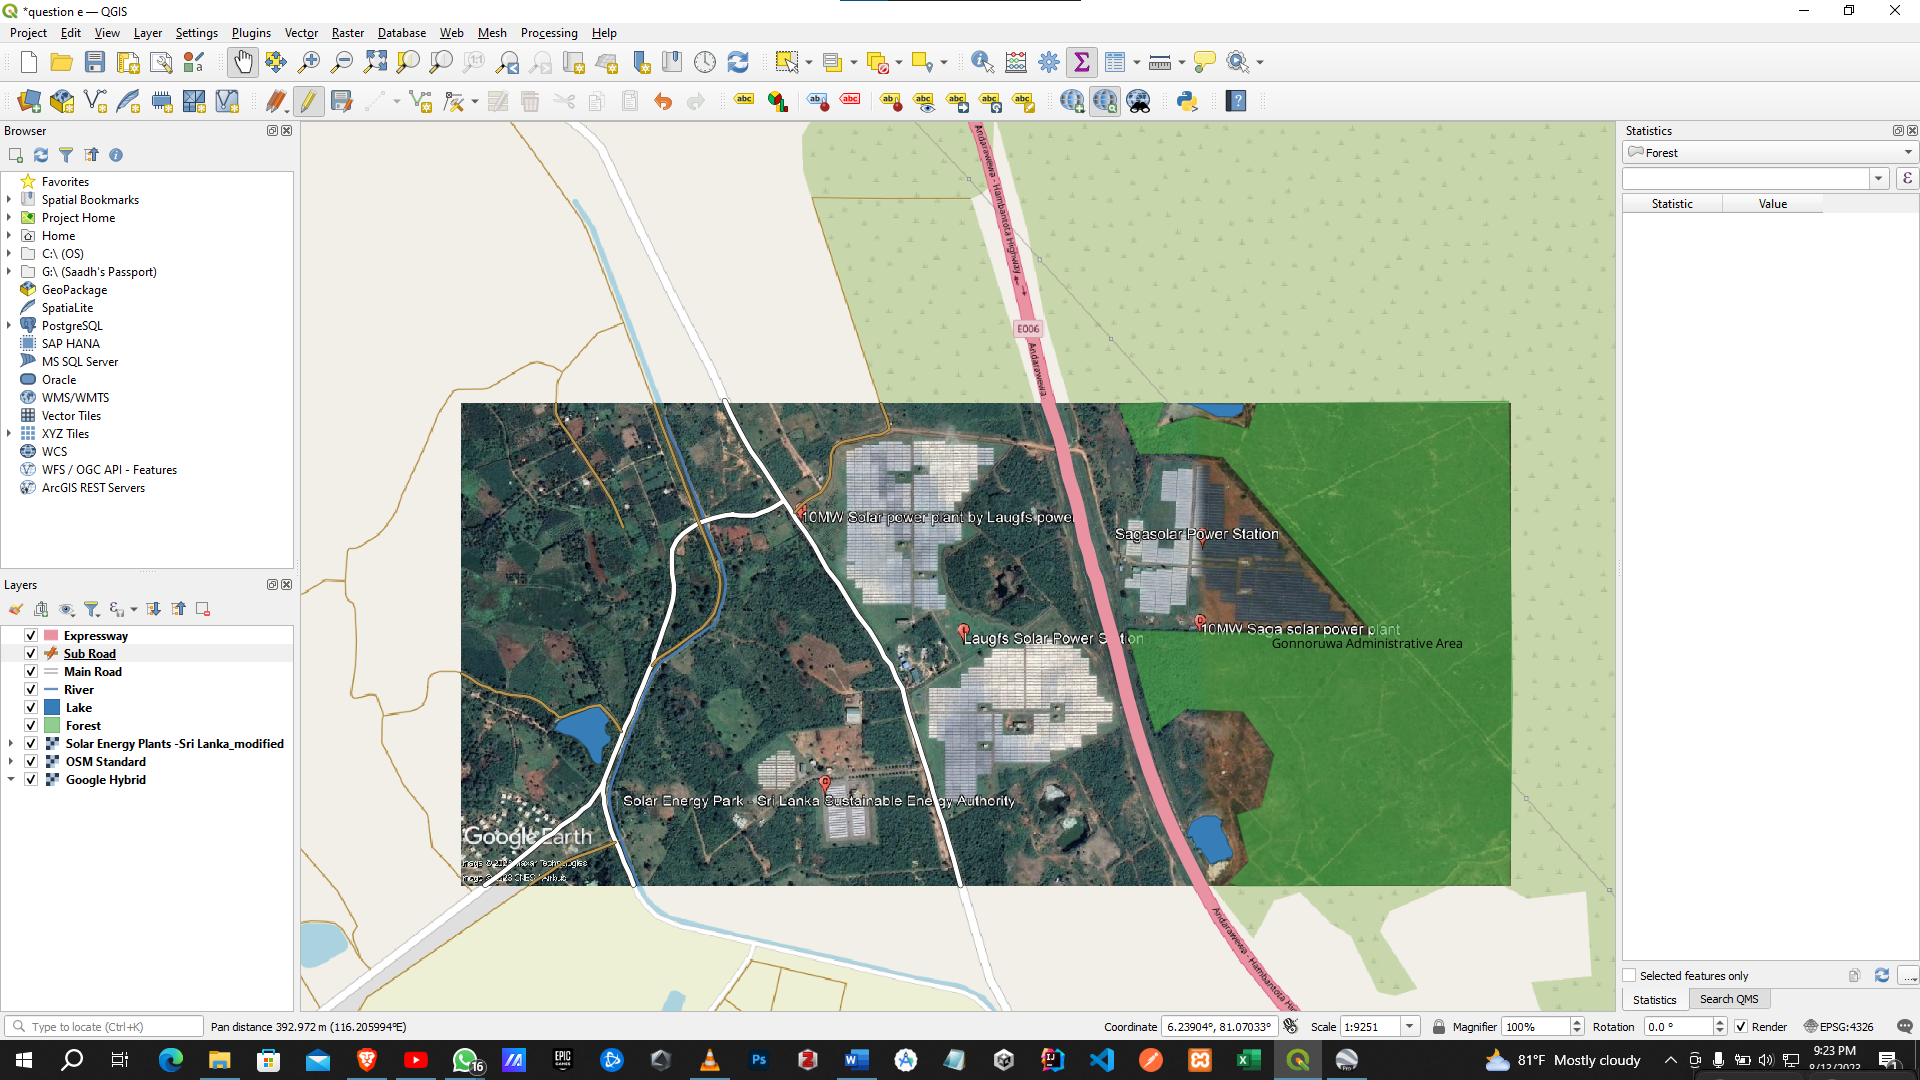 *question e — QGIS
Project Edit View Layer Settings Plugins Vector Raster Database Web Mesh Processing Help
Browser
Favorites
Spatial Bookmarks
Project Home
Home
C:\ (OS)
G:\ (Saadh's Passport)
GeoPackage
SpatiaLite
PostgreSQL
SAP HANA
MS SQL Server
Oracle
WMS/WMTS
Vector Tiles
XYZ Tiles
WCS
WFS / OGC API - Features
ArcGIS REST Servers
Layers
Expressway
Sub Road
Main Road
River
Lake
Forest
Solar Energy Plants -Sri Lanka_modified
OSM Standard
Google Hybrid
Andarawewa - Hambantota Highway
E006
Andarawewa
10MW Solar power plant by Laugfs power
Sagasolar Power Station
Laugfs Solar Power Station
10MW Saga solar power plant
Gonnoruwa Administrative Area
Solar Energy Park - Sri Lanka Sustainable Energy Authority
Google Earth
Andarawewa - Hambantota
Statistics
Forest
Statistic Value
Selected features only
Statistics Search QMS
Type to locate (Ctrl+K) Pan distance 392.972 m (116.205994°E) Coordinate 6.23904°, 81.07033° Scale 1:9251 Magnifier 100% Rotation 0.0 ° Render EPSG:4326
16
EPIC GAMES
Ps
81°F Mostly cloudy
9:23 PM
8/13/2023